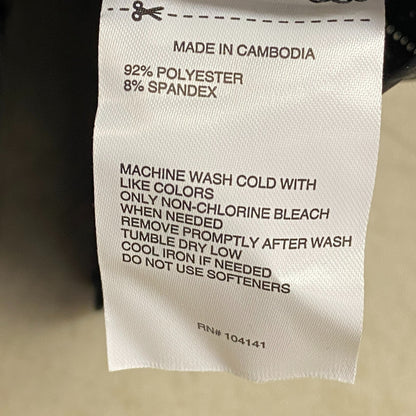 MADE IN CAMBODIA
92% POLYESTER
8% SPANDEX
MACHINE WASH COLD WITH
LIKE COLORS
ONLY NON-CHLORINE BLEACH
WHEN NEEDED
REMOVE PROMPTLY AFTER WASH
TUMBLE DRY LOW
COOL IRON IF NEEDED
DO NOT USE SOFTENERS
RN# 104141